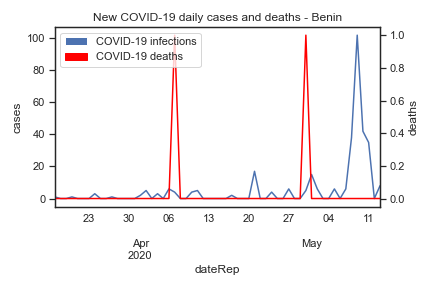 New COVID-19 daily cases and deaths - Benin
COVID-19 infections
COVID-19 deaths
cases
100
80
60
40
20
0
deaths
1.0
0.8
0.6
0.4
0.2
0.0
23 30 06 13 20 27 04 11
Apr May
2020
dateRep